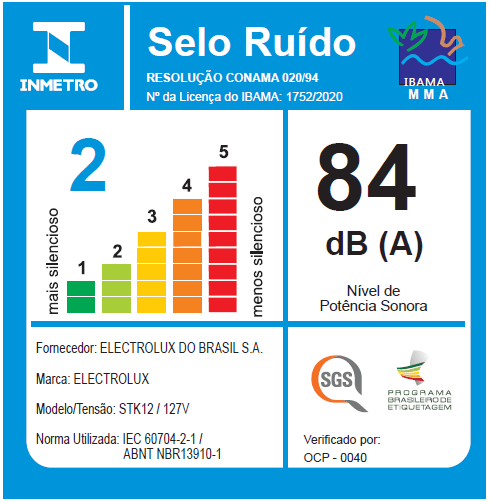 INMETRO
Selo Ruído
RESOLUÇÃO CONAMA 020/94
Nº da Licença do IBAMA: 1752/2020
IBAMA
MMA
2
mais silencioso
1
2
3
4
5
menos silencioso
84
dB (A)
Nível de
Potência Sonora
Fornecedor: ELECTROLUX DO BRASIL S.A.
Marca: ELECTROLUX
Modelo/Tensão: STK12 / 127V
Norma Utilizada: IEC 60704-2-1 /
ABNT NBR13910-1
SGS
PROGRAMA
BRASILEIRO DE
ETIQUETAGEM
Verificado por:
OCP - 0040